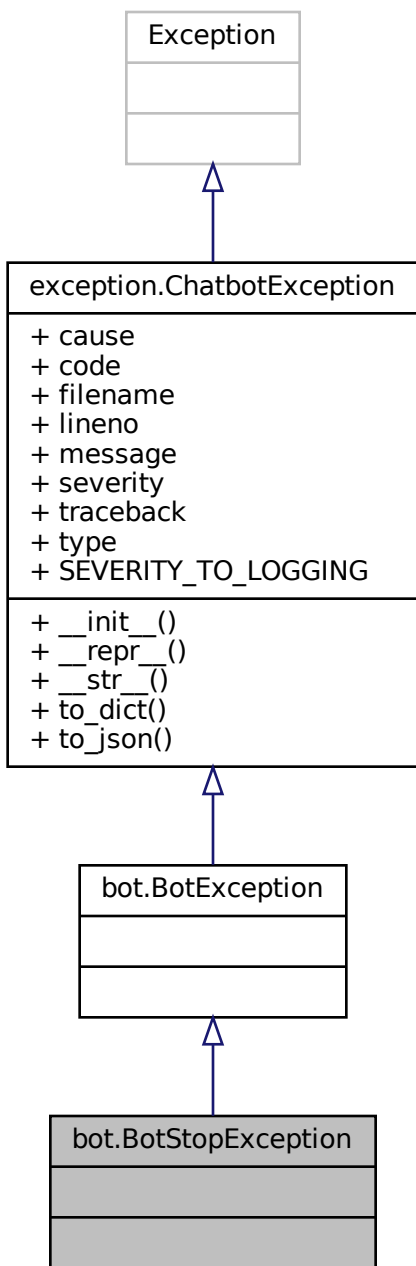 Exception
exception.ChatbotException
+ cause
+ code
+ filename
+ lineno
+ message
+ severity
+ traceback
+ type
+ SEVERITY_TO_LOGGING
+ __init__()
+ __repr__()
+ __str__()
+ to_dict()
+ to_json()
bot.BotException
bot.BotStopException